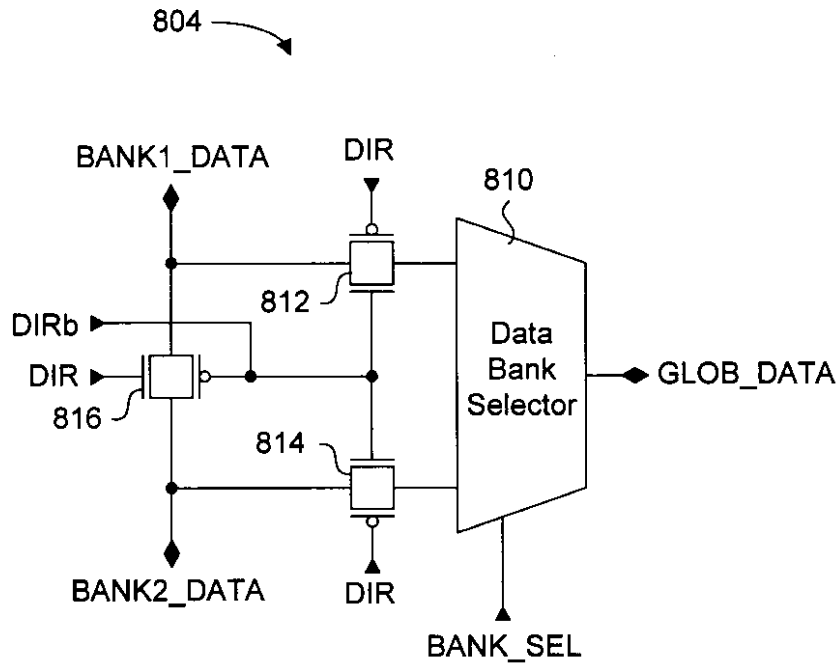 804
BANK1_DATA
DIR
810
812
DIRb
DIR
816
Data
Bank
Selector
GLOB_DATA
814
BANK2_DATA
DIR
BANK_SEL